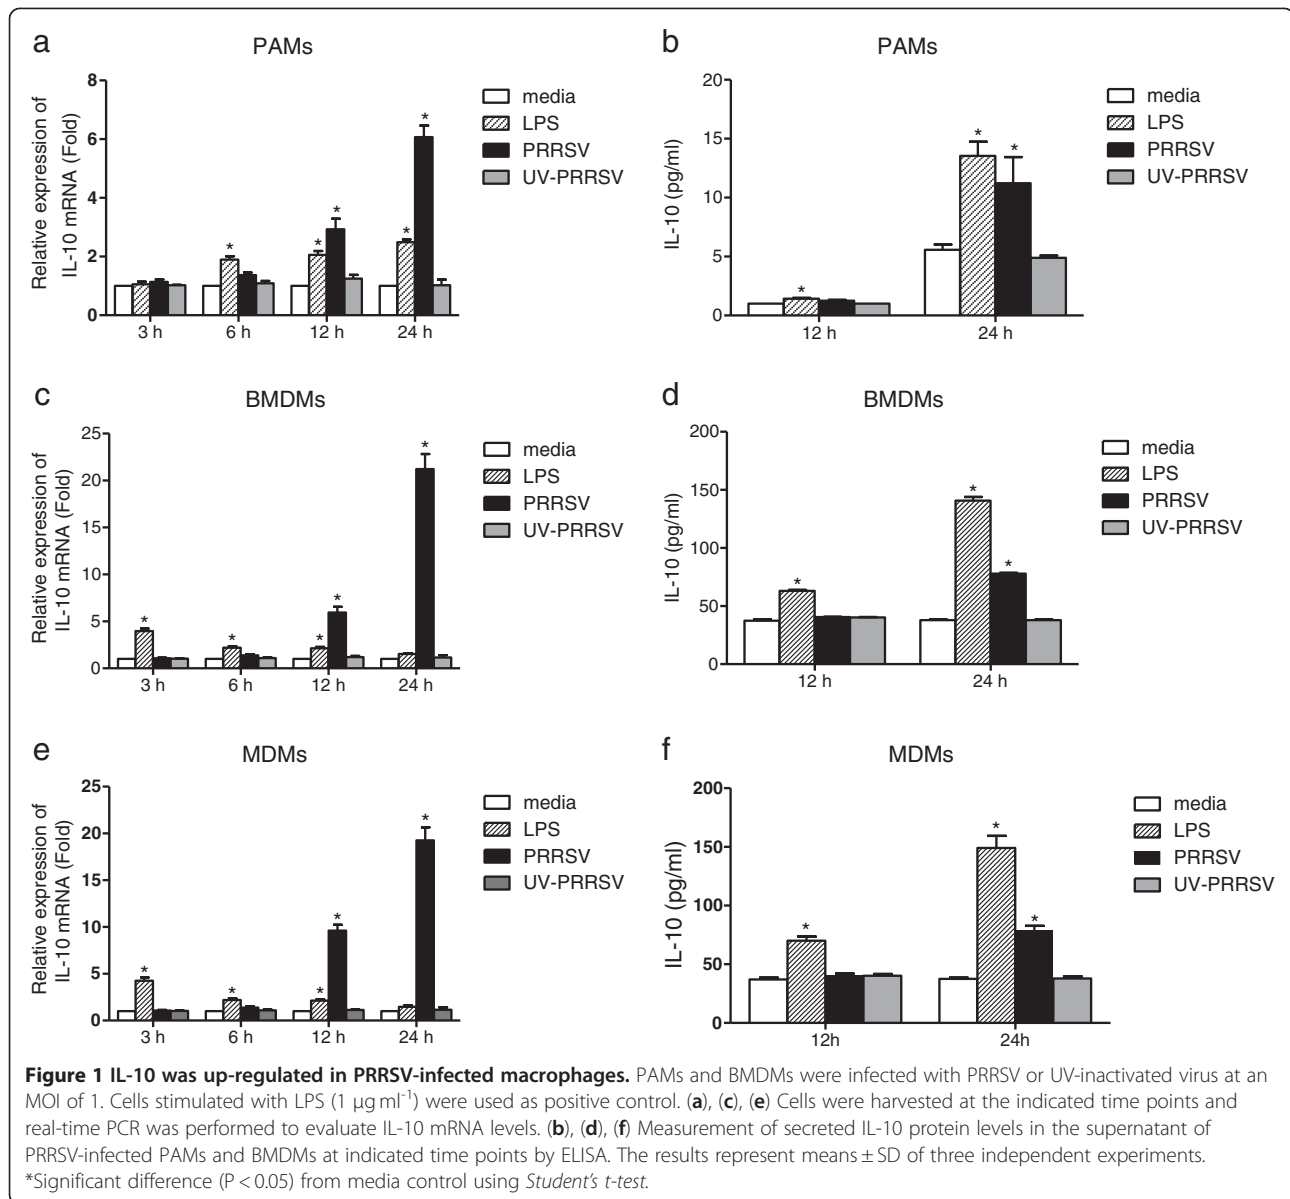 a
PAMs
Relative expression of
IL-10 mRNA (Fold)
8
6
4
2
0
*
*
*
*
*
3 h
6 h
12 h
24 h
media
LPS
PRRSV
UV-PRRSV
b
PAMs
IL-10 (pg/ml)
20
15
10
5
0
*
*
*
12 h
24 h
media
LPS
PRRSV
UV-PRRSV
c
BMDMs
Relative expression of
IL-10 mRNA (Fold)
25
20
15
10
5
0
*
*
*
*
*
3 h
6 h
12 h
24 h
media
LPS
PRRSV
UV-PRRSV
d
BMDMs
IL-10 (pg/ml)
200
150
100
50
0
*
*
*
12 h
24 h
media
LPS
PRRSV
UV-PRRSV
e
MDMs
Relative expression of
IL-10 mRNA (Fold)
25
20
15
10
5
0
*
*
*
*
*
3 h
6 h
12 h
24 h
media
LPS
PRRSV
UV-PRRSV
f
MDMs
IL-10 (pg/ml)
200
150
100
50
0
*
*
*
12h
24h
media
LPS
PRRSV
UV-PRRSV
Figure 1 IL-10 was up-regulated in PRRSV-infected macrophages. PAMs and BMDMs were infected with PRRSV or UV-inactivated virus at an
MOI of 1. Cells stimulated with LPS (1 μg ml⁻¹) were used as positive control. (a), (c), (e) Cells were harvested at the indicated time points and
real-time PCR was performed to evaluate IL-10 mRNA levels. (b), (d), (f) Measurement of secreted IL-10 protein levels in the supernatant of
PRRSV-infected PAMs and BMDMs at indicated time points by ELISA. The results represent means ± SD of three independent experiments.
*Significant difference (P < 0.05) from media control using Student's t-test.